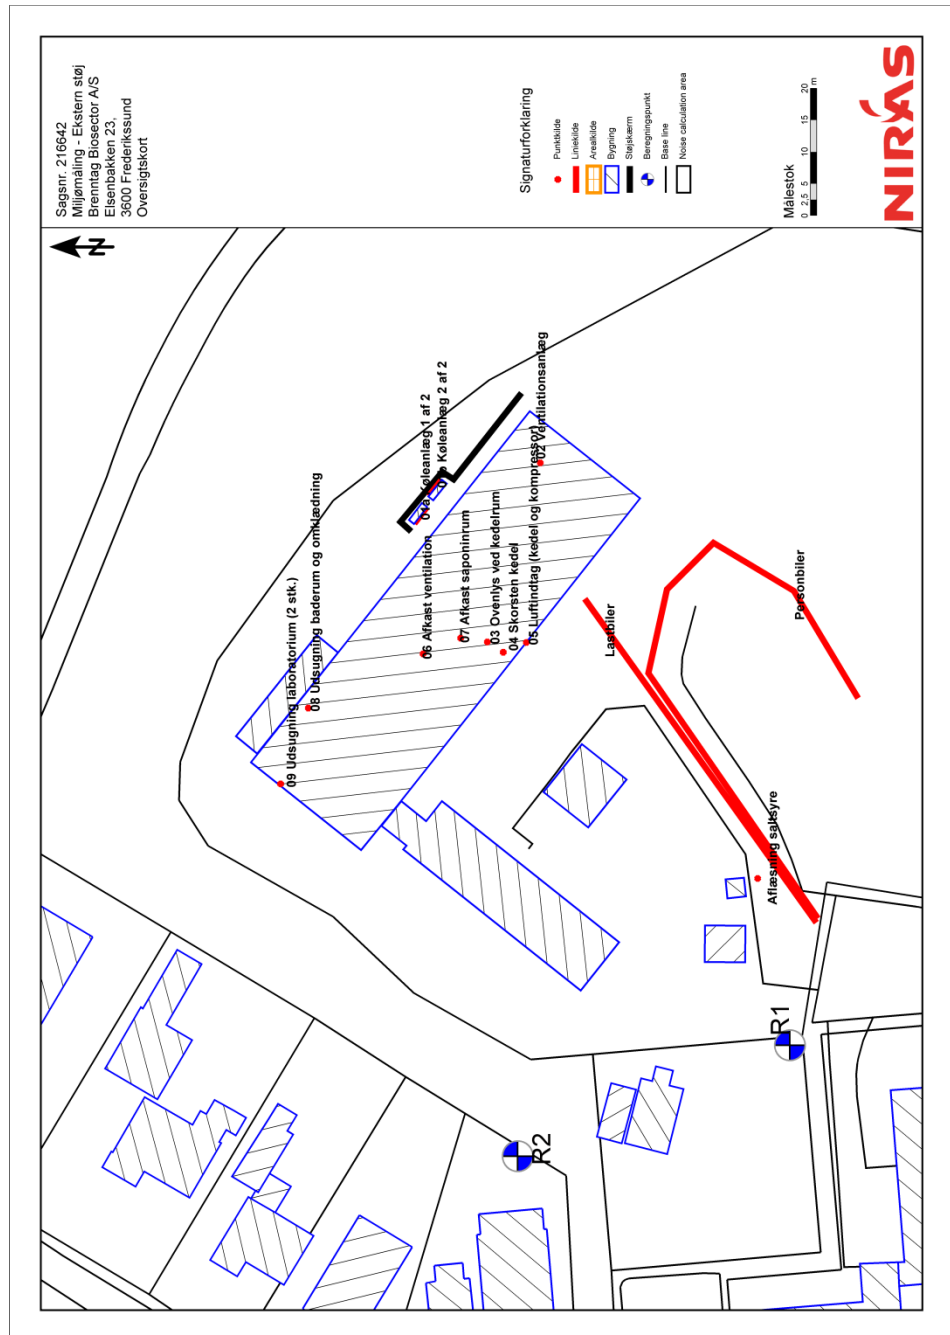 Sagsnr. 216642
Miljømåling - Ekstern støj
Brenntag Biosector A/S
Elsenbakken 23,
3600 Frederikssund
Oversigtskort
Signaturforklaring
Punktkilde
Liniekilde
Arealkilde
Bygning
Støjskærm
Beregningspunkt
Base line
Noise calculation area
Målestok
0 2,5 5 10 15 20
m
NIRAS
N
09 Udsugning laboratorium (2 stk.)
08 Udsugning baderum og omklædning
01a Køleanlæg 1 af 2
Køleanlæg 2 af 2
06 Afkast ventilation
07 Afkast saponinrum
03 Ovenlys ved kedelrum
04 Skorsten kedel
05 Luftindtag (kedel og kompressor)
02 Ventilationsanlæg
Lastbiler
Personbiler
Aflæsning saltsyre
R1
R2